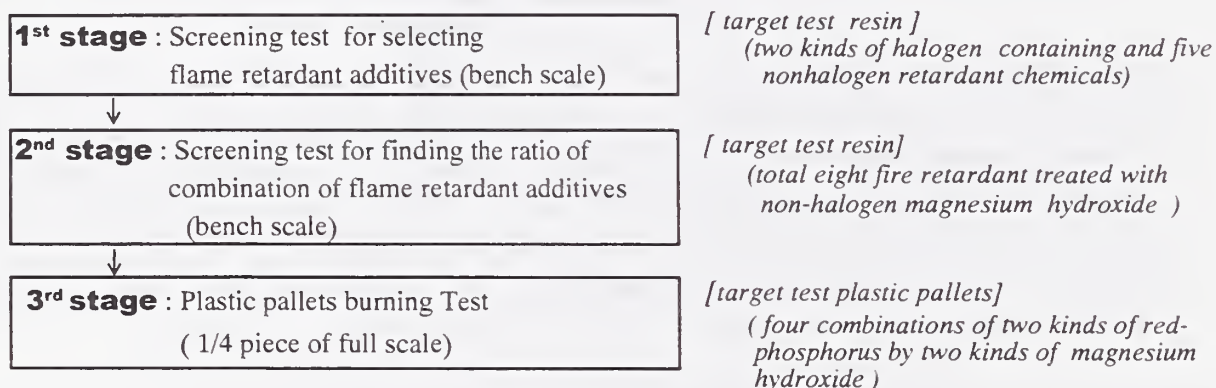 1st stage : Screening test for selecting
flame retardant additives (bench scale)
[ target test resin ]
(two kinds of halogen containing and five
nonhalogen retardant chemicals)
2nd stage : Screening test for finding the ratio of
combination of flame retardant additives
(bench scale)
[ target test resin]
(total eight fire retardant treated with
non-halogen magnesium hydroxide )
3rd stage : Plastic pallets burning Test
( 1/4 piece of full scale)
[target test plastic pallets]
( four combinations of two kinds of red-
phosphorus by two kinds of magnesium
hydroxide )